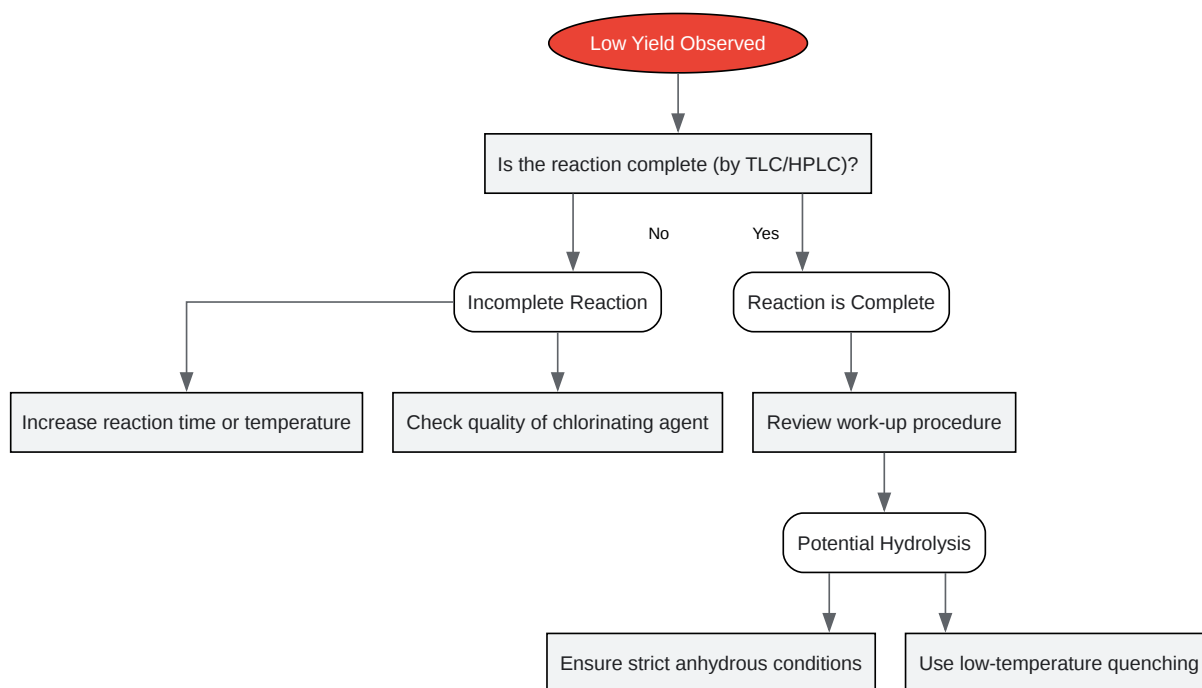 Low Yield Observed
Is the reaction complete (by TLC/HPLC)?
No
Yes
Incomplete Reaction
Reaction is Complete
Increase reaction time or temperature
Check quality of chlorinating agent
Review work-up procedure
Potential Hydrolysis
Ensure strict anhydrous conditions
Use low-temperature quenching